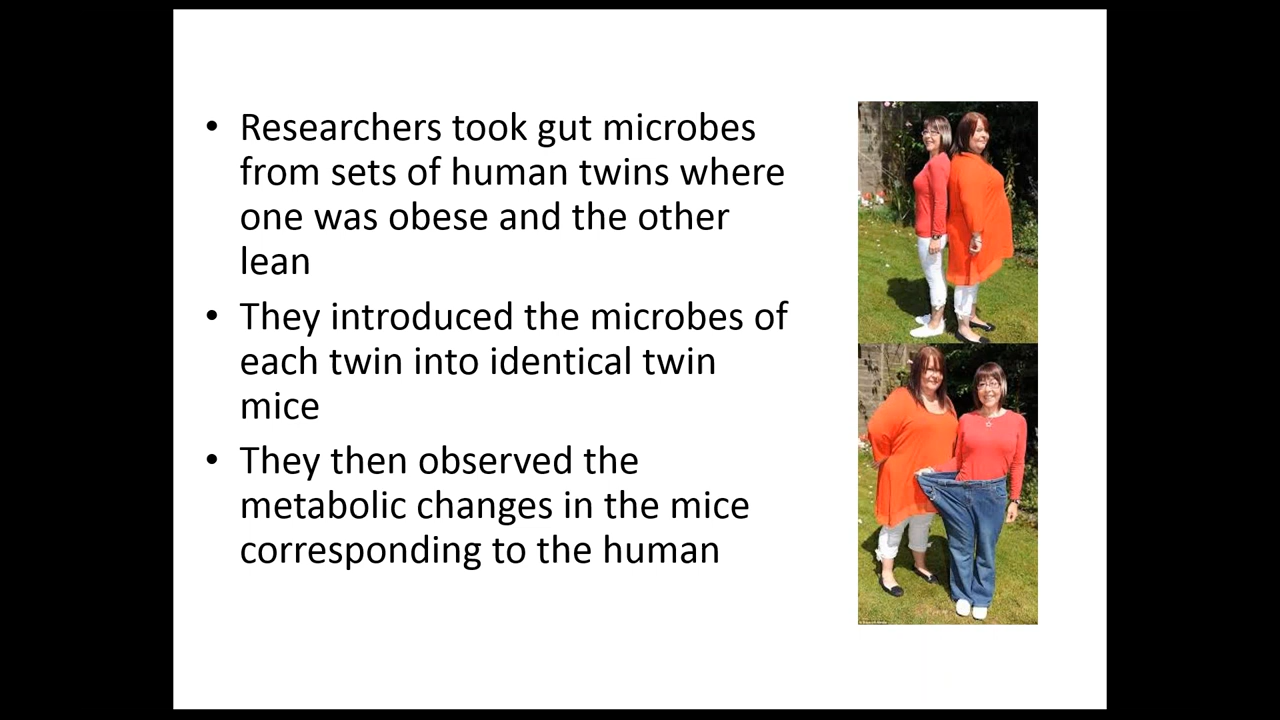 • Researchers took gut microbes
from sets of human twins where
one was obese and the other
lean
• They introduced the microbes of
each twin into identical twin
mice
• They then observed the
metabolic changes in the mice
corresponding to the human